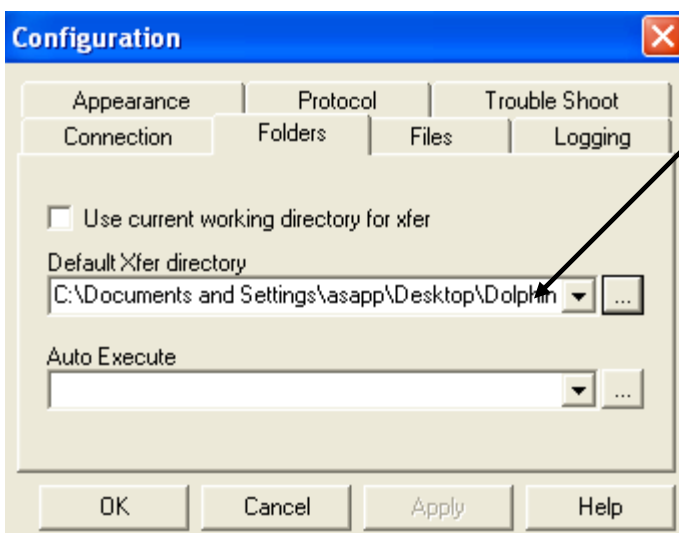 Configuration
Appearance Protocol Trouble Shoot
Connection Folders Files Logging
Use current working directory for xfer
Default Xfer directory
C:\Documents and Settings\asapp\Desktop\Dolphin ...
Auto Execute
...
OK Cancel Apply Help